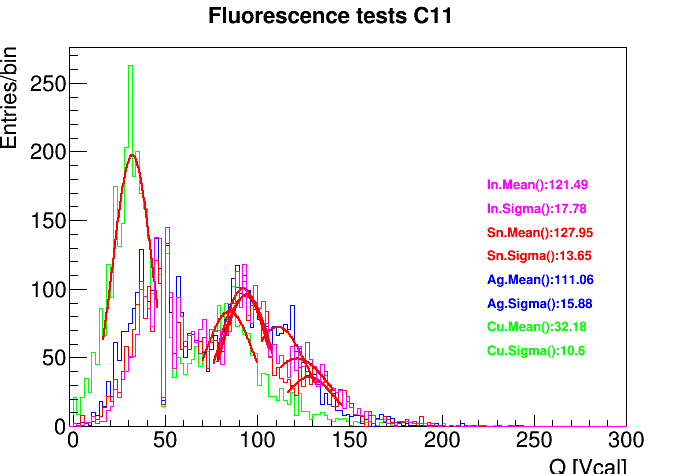 Fluorescence tests C11
Entries/bin
250
200
150
100
50
0
In.Mean():121.49
In.Sigma():17.78
Sn.Mean():127.95
Sn.Sigma():13.65
Ag.Mean():111.06
Ag.Sigma():15.88
Cu.Mean():32.18
Cu.Sigma():10.6
0 50 100 150 200 250 300
Q [Vcal]